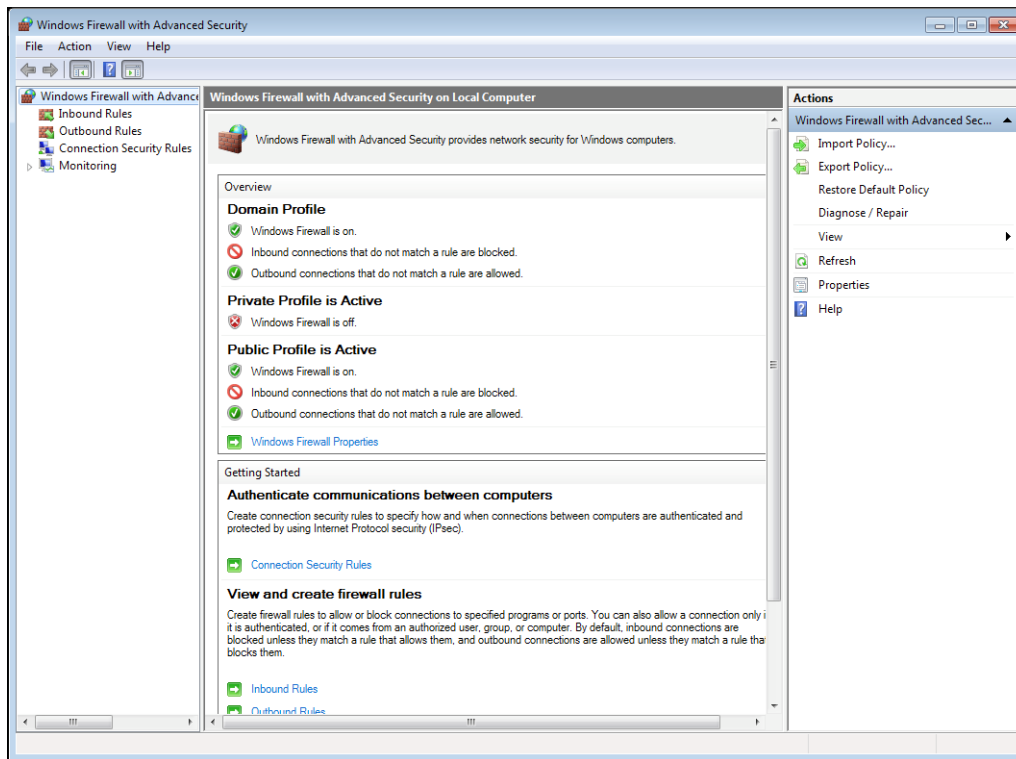 Windows Firewall with Advanced Security
File Action View Help
Windows Firewall with Advance
Inbound Rules
Outbound Rules
Connection Security Rules
Monitoring
Windows Firewall with Advanced Security on Local Computer
Windows Firewall with Advanced Security provides network security for Windows computers.
Overview
Domain Profile
Windows Firewall is on.
Inbound connections that do not match a rule are blocked.
Outbound connections that do not match a rule are allowed.
Private Profile is Active
Windows Firewall is off.
Public Profile is Active
Windows Firewall is on.
Inbound connections that do not match a rule are blocked.
Outbound connections that do not match a rule are allowed.
Windows Firewall Properties
Getting Started
Authenticate communications between computers
Create connection security rules to specify how and when connections between computers are authenticated and
protected by using Internet Protocol security (IPsec).
Connection Security Rules
View and create firewall rules
Create firewall rules to allow or block connections to specified programs or ports. You can also allow a connection only i
it is authenticated, or if it comes from an authorized user, group, or computer. By default, inbound connections are
blocked unless they match a rule that allows them, and outbound connections are allowed unless they match a rule tha
blocks them.
Inbound Rules
Outbound Rules
Actions
Windows Firewall with Advanced Sec...
Import Policy...
Export Policy...
Restore Default Policy
Diagnose / Repair
View
Refresh
Properties
Help